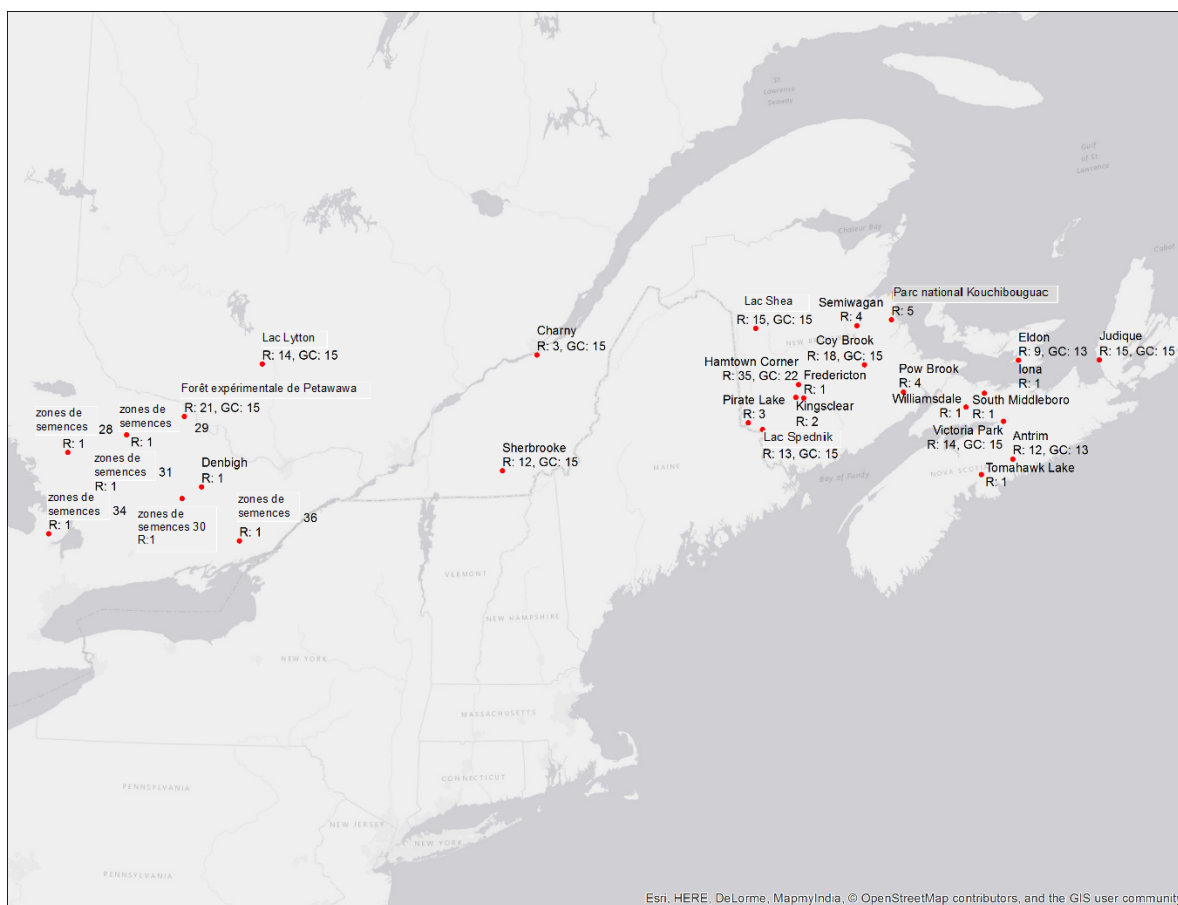 St. Lawrence Seaway
Gulf of St. Lawrence
Chaleur Bay
Cabot
Parc national Kouchibouguac
R: 5
Lac Shea
R: 15, GC: 15
Semiwagan
R: 4
Charny
R: 3, GC: 15
Lac Lytton
R: 14, GC: 15
Coy Brook
R: 18, GC: 15
Eldon
R: 9, GC: 13
Judique
R: 15, GC: 15
Hamtown Corner
R: 35, GC: 22
Fredericton
R: 1
Pow Brook
R: 4
Iona
R: 1
Forêt expérimentale de Petawawa
R: 21, GC: 15
Pirate Lake
R: 3
Kingsclear
R: 2
Williamsdale
R: 1
South Middleboro
R: 1
zones de semences 28
R: 1
zones de semences 29
R: 1
Lac Spednik
R: 13, GC: 15
Victoria Park
R: 14, GC: 15
Antrim
R: 12, GC: 13
Sherbrooke
R: 12, GC: 15
zones de semences 31
R: 1
Denbigh
R: 1
Tomahawk Lake
R: 1
MAINE
Bay of Fundy
NOVA SCOTIA
zones de semences 34
R: 1
zones de semences 30
R:1
zones de semences 36
R: 1
VERMONT
NEW HAMPSHIRE
NEW YORK
MASSACHUSETTS
CONNECTICUT
PENNSYLVANIA
NEW JERSEY
NEW YORK
PENNSYLVANIA
Esri, HERE, DeLorme, MapmyIndia, © OpenStreetMap contributors, and the GIS user community